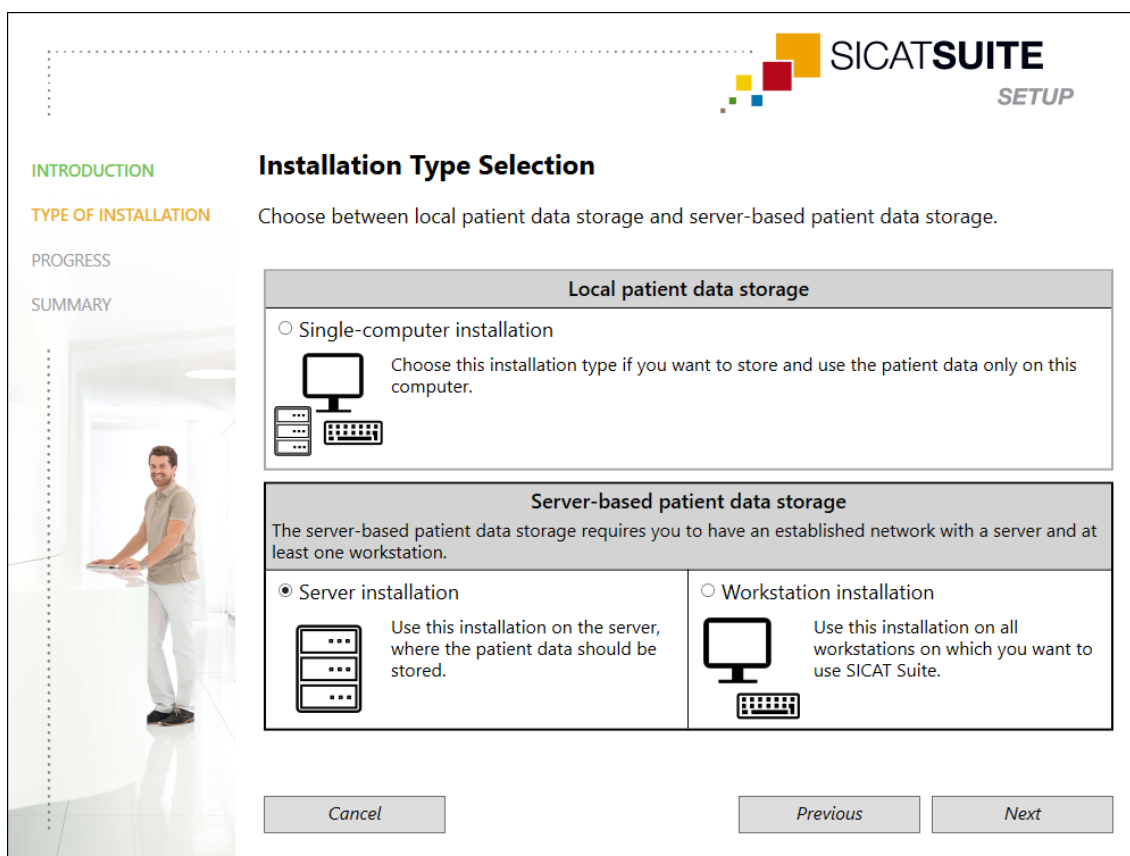 SICATSUITE
SETUP
INTRODUCTION
TYPE OF INSTALLATION
PROGRESS
SUMMARY
Installation Type Selection
Choose between local patient data storage and server-based patient data storage.
Local patient data storage
Single-computer installation
Choose this installation type if you want to store and use the patient data only on this
computer.
Server-based patient data storage
The server-based patient data storage requires you to have an established network with a server and at
least one workstation.
Server installation
Use this installation on the server,
where the patient data should be
stored.
Workstation installation
Use this installation on all
workstations on which you want to
use SICAT Suite.
Cancel
Previous
Next